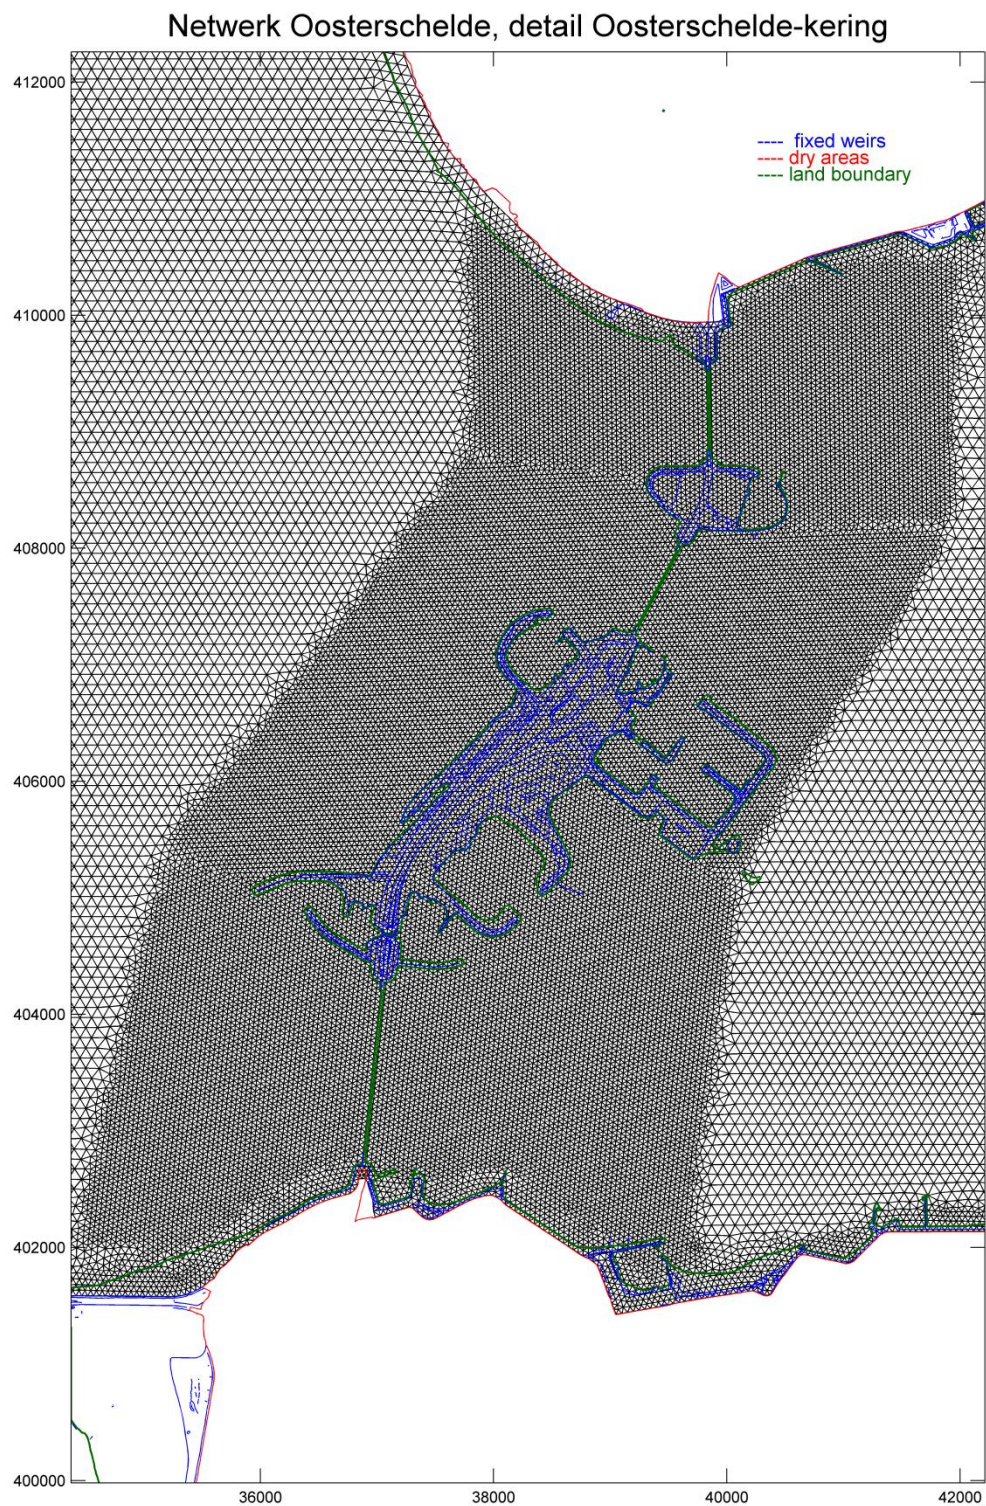 Netwerk Oosterschelde, detail Oosterschelde-kering
412000
---- fixed weirs
---- dry areas
---- land boundary
410000
408000
406000
404000
402000
400000
36000 38000 40000 42000